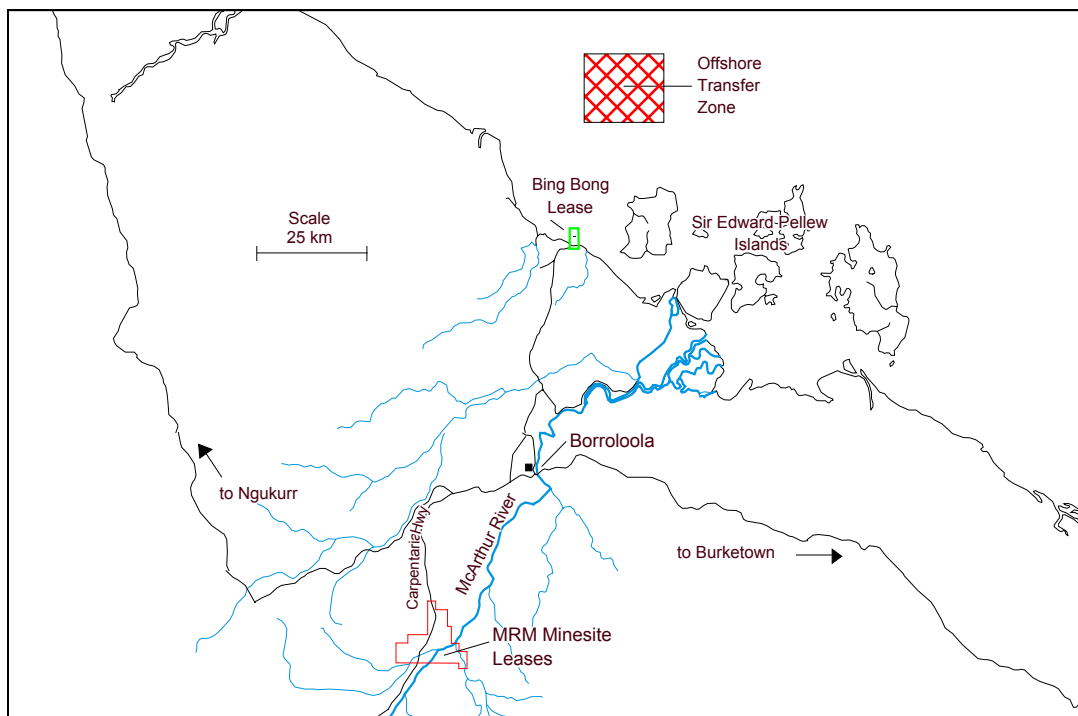 Offshore
Transfer
Zone
Bing Bong
Lease
Scale
25 km
Sir Edward Pellew
Islands
Borroloola
to Ngukurr
Carpentaria Hwy
McArthur River
to Burketown
MRM Minesite
Leases